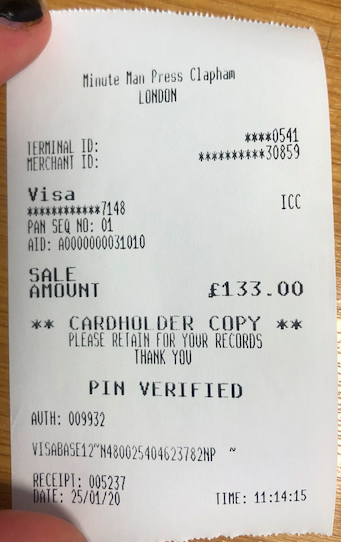 Minute Man Press Clapham
LONDON
TERMINAL ID: ****0541
MERCHANT ID: **********30859
Visa
************7148 ICC
PAN SEQ NO: 01
AID: A0000000031010
SALE
AMOUNT £133.00
** CARDHOLDER COPY **
PLEASE RETAIN FOR YOUR RECORDS
THANK YOU
PIN VERIFIED
AUTH: 009932
VISABASE12~N480025404623782NP ~
RECEIPT: 005237
DATE: 25/01/20 TIME: 11:14:15